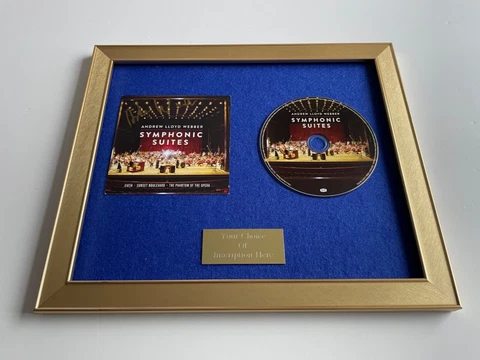 ANDREW LLOYD WEBBER
SYMPHONIC
SUITES
EVITA · SUNSET BOULEVARD · THE PHANTOM OF THE OPERA
ANDREW LLOYD WEBBER
SYMPHONIC
SUITES
Your Choice
Of
Inscription Here